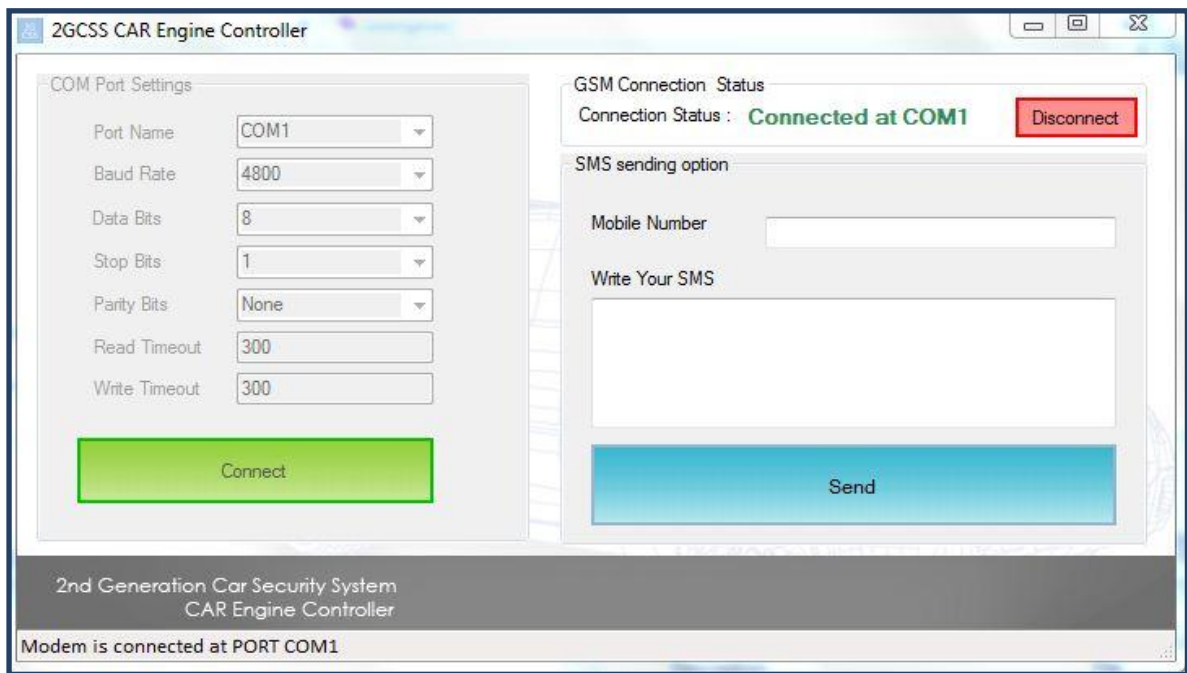 2GCSS CAR Engine Controller
COM Port Settings
Port Name COM1
Baud Rate 4800
Data Bits 8
Stop Bits 1
Parity Bits None
Read Timeout 300
Write Timeout 300
Connect
GSM Connection Status
Connection Status : Connected at COM1 Disconnect
SMS sending option
Mobile Number
Write Your SMS
Send
2nd Generation Car Security System
CAR Engine Controller
Modem is connected at PORT COM1